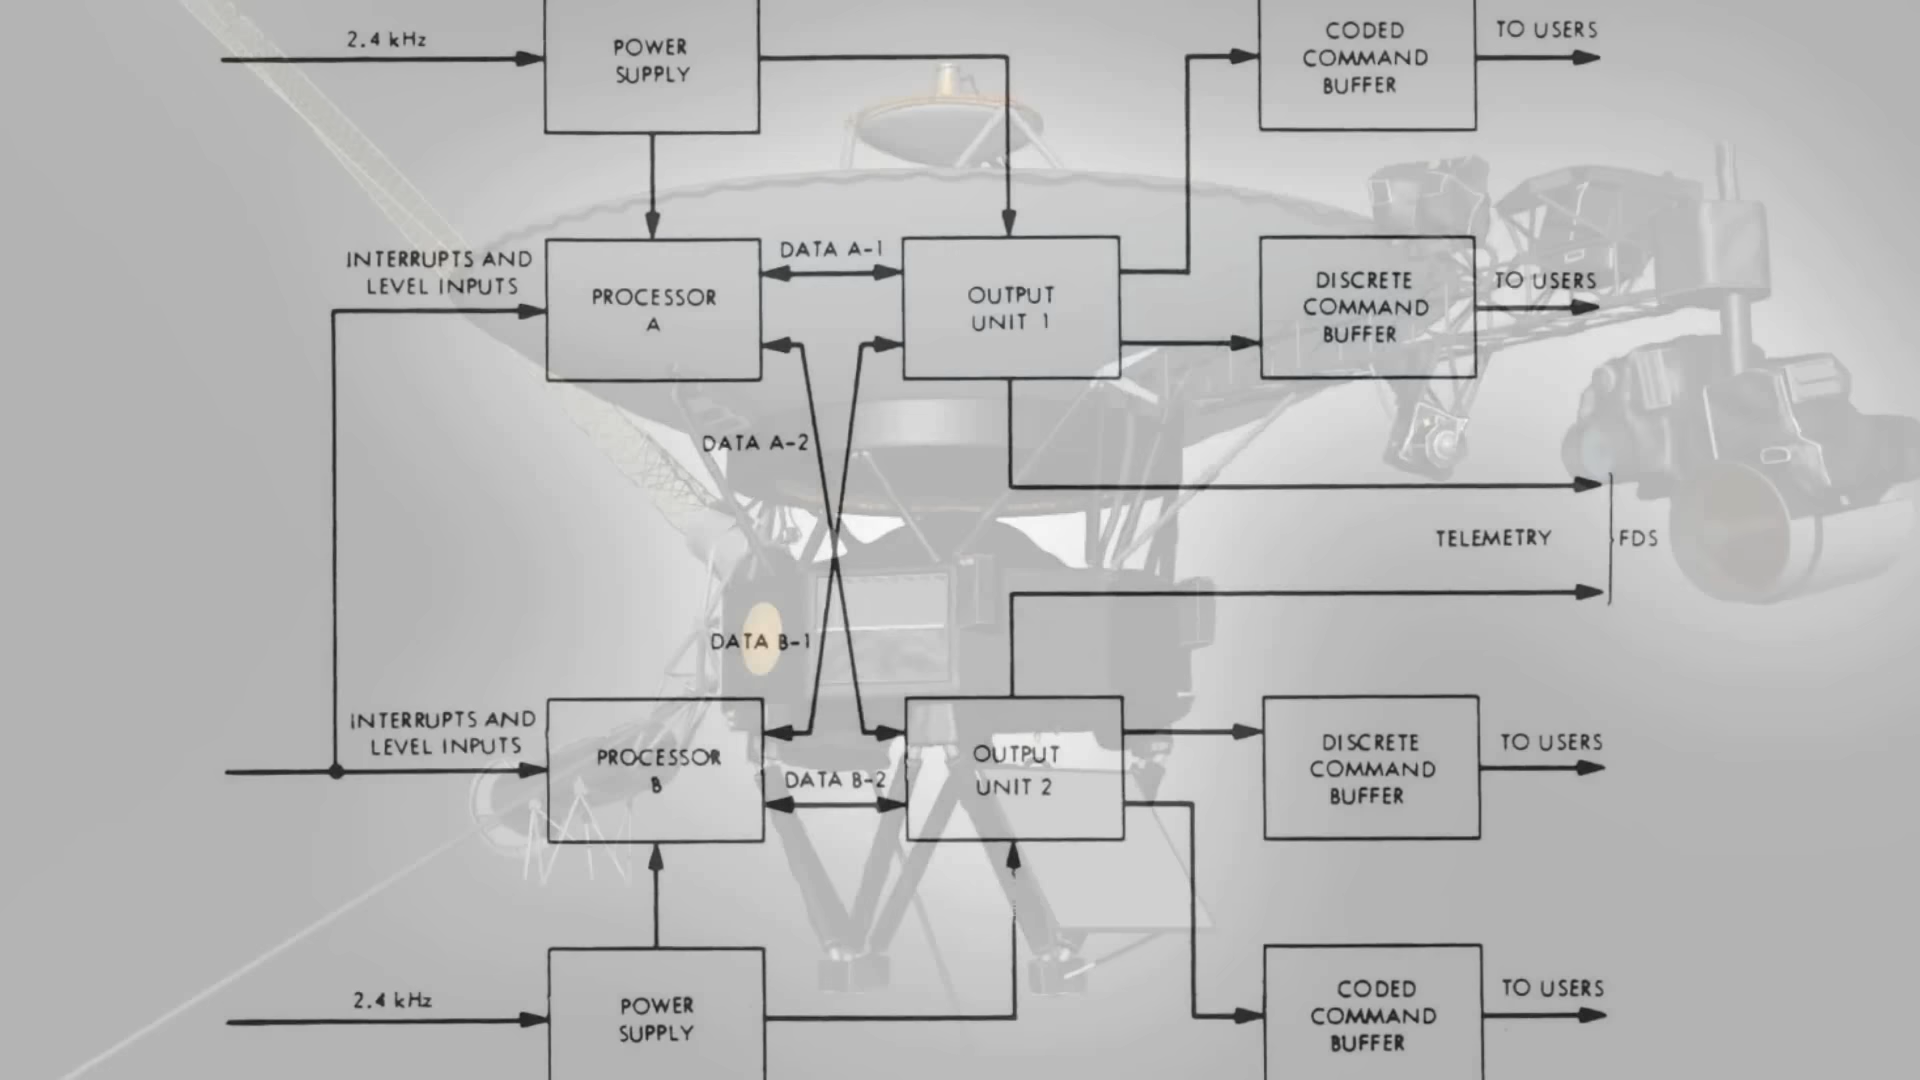 2.4 kHz
POWER
SUPPLY
CODED
COMMAND
BUFFER
TO USERS
INTERRUPTS AND
LEVEL INPUTS
PROCESSOR
A
DATA A-1
OUTPUT
UNIT 1
DISCRETE
COMMAND
BUFFER
TO USERS
DATA A-2
TELEMETRY
FDS
DATA B-1
INTERRUPTS AND
LEVEL INPUTS
PROCESSOR
B
DATA B-2
OUTPUT
UNIT 2
DISCRETE
COMMAND
BUFFER
TO USERS
2.4 kHz
POWER
SUPPLY
CODED
COMMAND
BUFFER
TO USERS